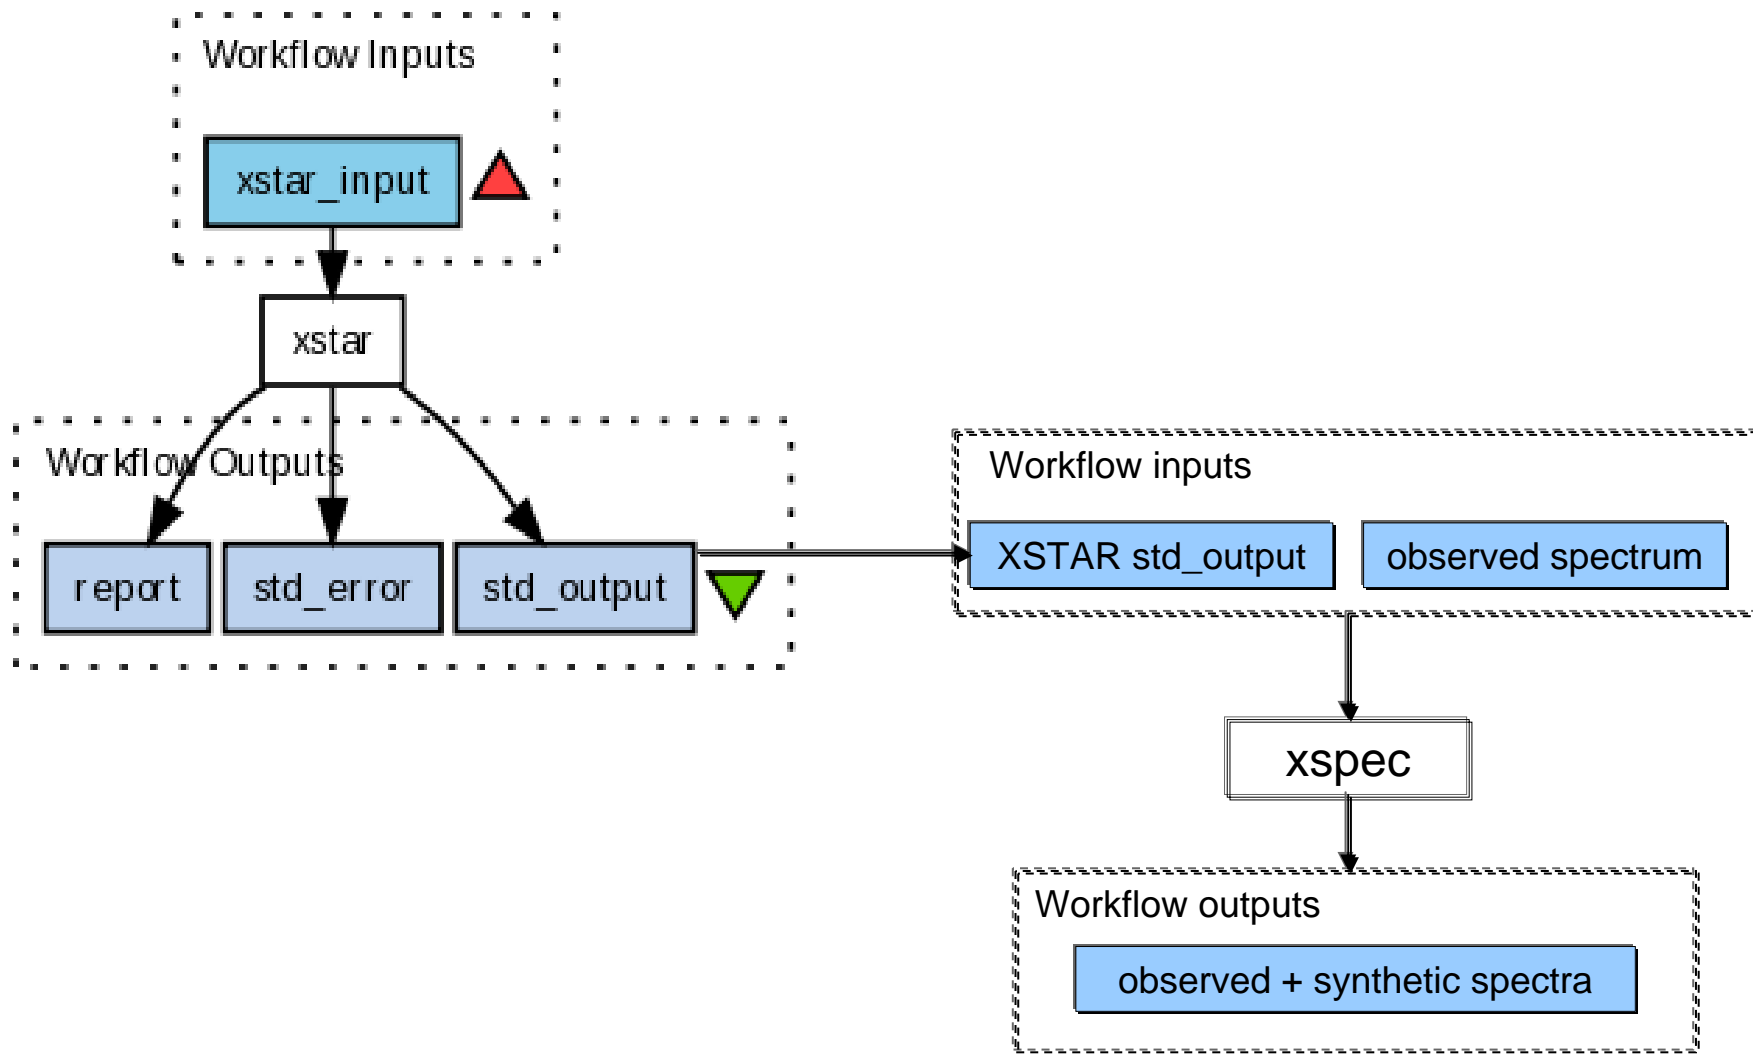 Workflow Inputs
xstar_input
xstar
Workflow Outputs
report
std_error
std_output
Workflow inputs
XSTAR std_output
observed spectrum
xspec
Workflow outputs
observed + synthetic spectra